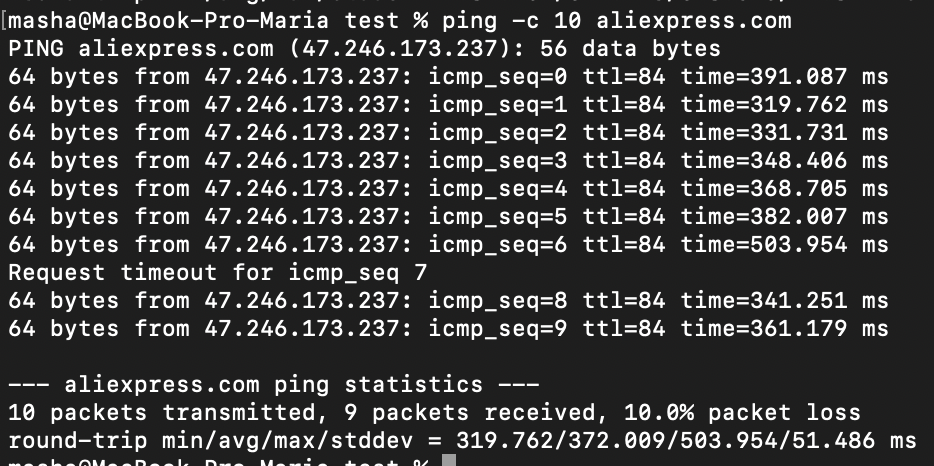 [masha@MacBook-Pro-Maria test % ping -c 10 aliexpress.com
PING aliexpress.com (47.246.173.237): 56 data bytes
64 bytes from 47.246.173.237: icmp_seq=0 ttl=84 time=391.087 ms
64 bytes from 47.246.173.237: icmp_seq=1 ttl=84 time=319.762 ms
64 bytes from 47.246.173.237: icmp_seq=2 ttl=84 time=331.731 ms
64 bytes from 47.246.173.237: icmp_seq=3 ttl=84 time=348.406 ms
64 bytes from 47.246.173.237: icmp_seq=4 ttl=84 time=368.705 ms
64 bytes from 47.246.173.237: icmp_seq=5 ttl=84 time=382.007 ms
64 bytes from 47.246.173.237: icmp_seq=6 ttl=84 time=503.954 ms
Request timeout for icmp_seq 7
64 bytes from 47.246.173.237: icmp_seq=8 ttl=84 time=341.251 ms
64 bytes from 47.246.173.237: icmp_seq=9 ttl=84 time=361.179 ms
--- aliexpress.com ping statistics ---
10 packets transmitted, 9 packets received, 10.0% packet loss
round-trip min/avg/max/stddev = 319.762/372.009/503.954/51.486 ms
masha@MacBook-Pro-Maria test %